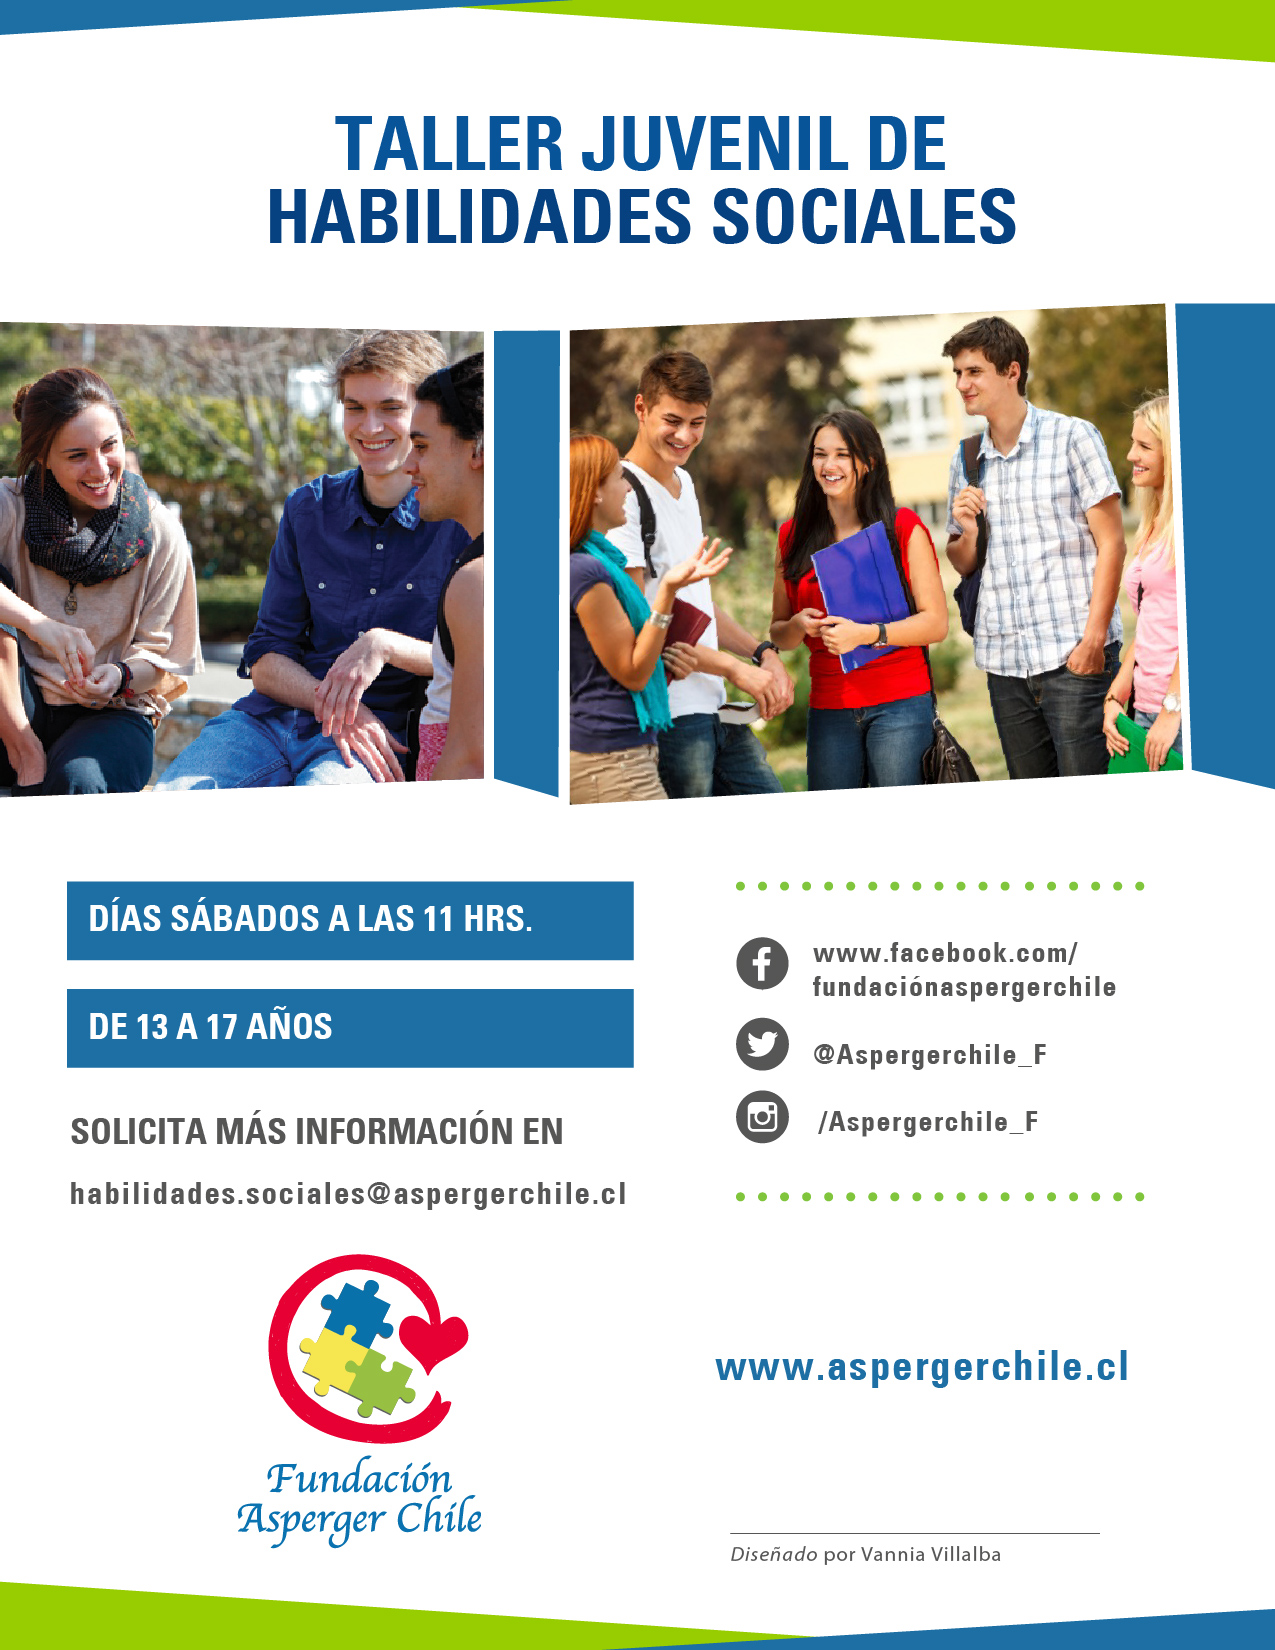 TALLER JUVENIL DE
HABILIDADES SOCIALES
DÍAS SÁBADOS A LAS 11 HRS.
DE 13 A 17 AÑOS
SOLICITA MÁS INFORMACIÓN EN
habilidades.sociales@aspergerchile.cl
www.facebook.com/
fundaciónaspergerchile
@Aspergerchile_F
/Aspergerchile_F
Fundación
Asperger Chile
www.aspergerchile.cl
Diseñado por Vannia Villalba